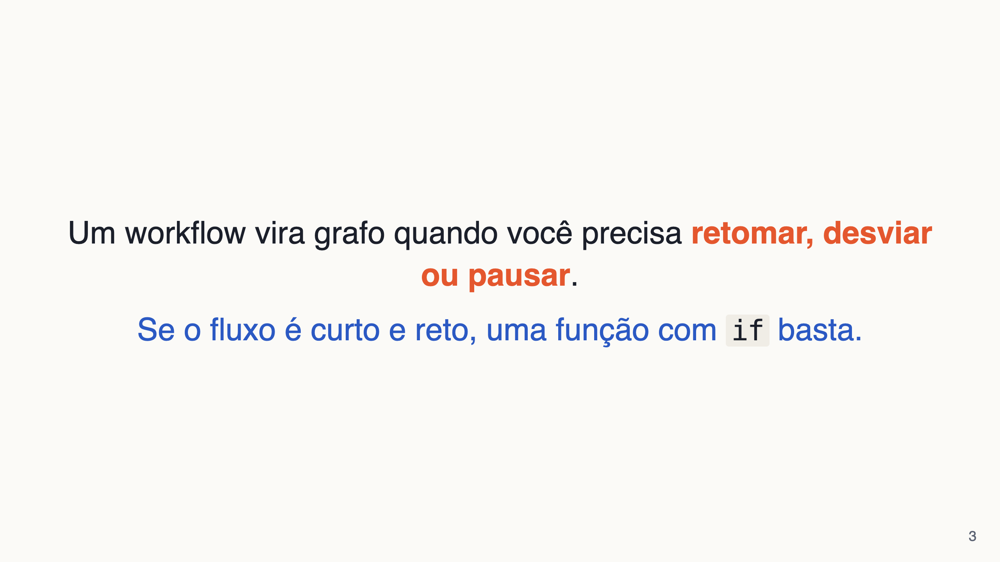 Um workflow vira grafo quando você precisa retomar, desviar
ou pausar.
Se o fluxo é curto e reto, uma função com if basta.
3